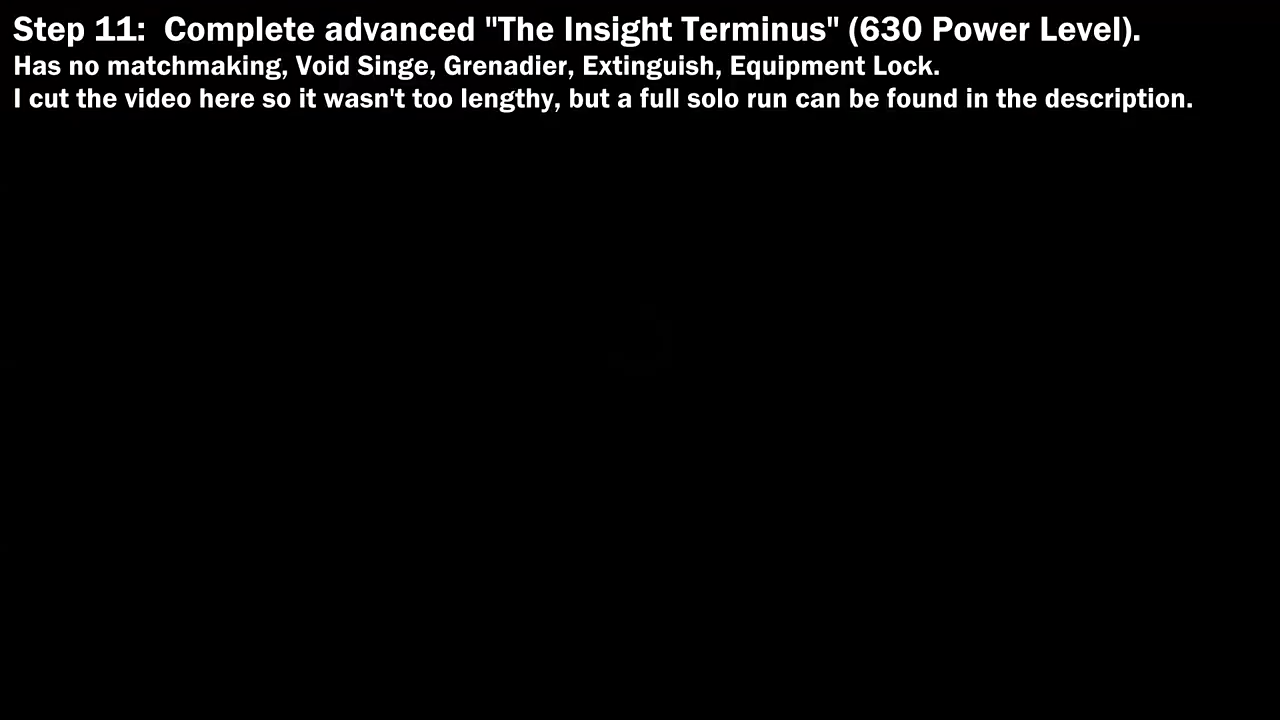 Step 11:  Complete advanced "The Insight Terminus" (630 Power Level).
Has no matchmaking, Void Singe, Grenadier, Extinguish, Equipment Lock.
I cut the video here so it wasn't too lengthy, but a full solo run can be found in the description.